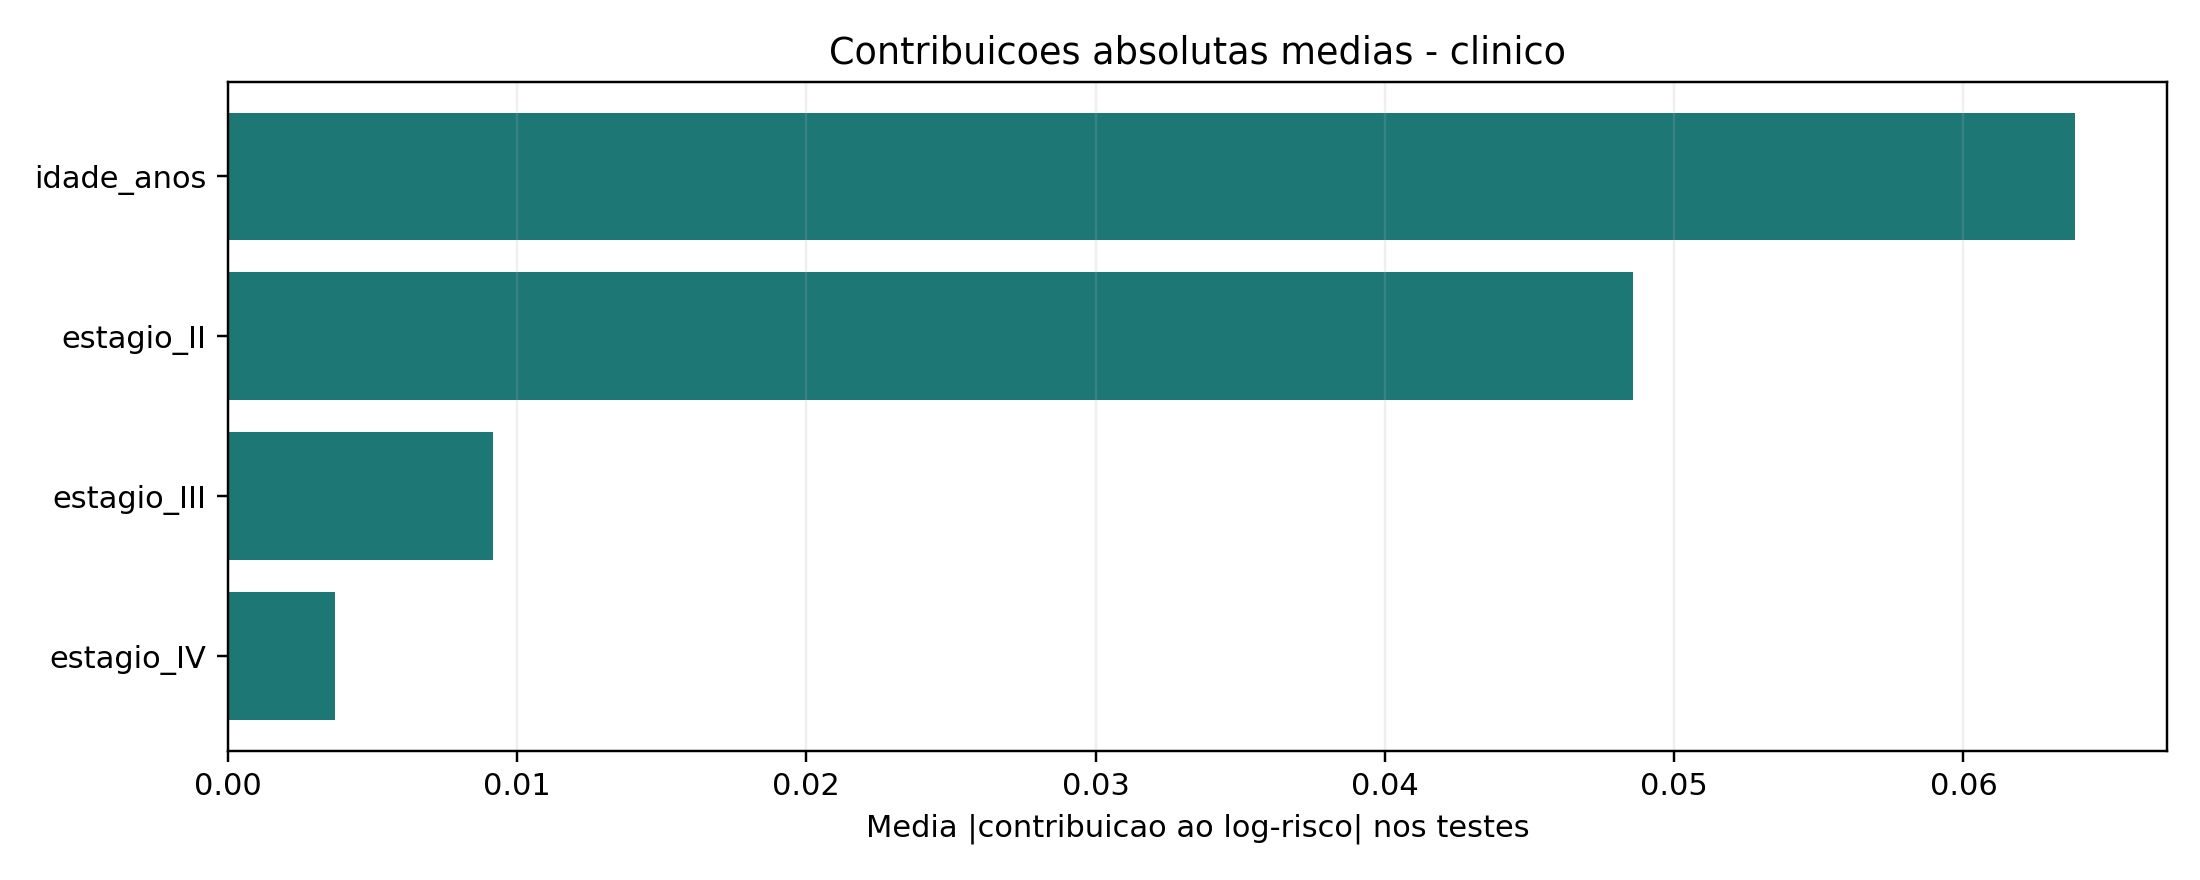 Contribuicoes absolutas medias - clinico
idade_anos
estagio_II
estagio_III
estagio_IV
0.00 0.01 0.02 0.03 0.04 0.05 0.06
Media |contribuicao ao log-risco| nos testes